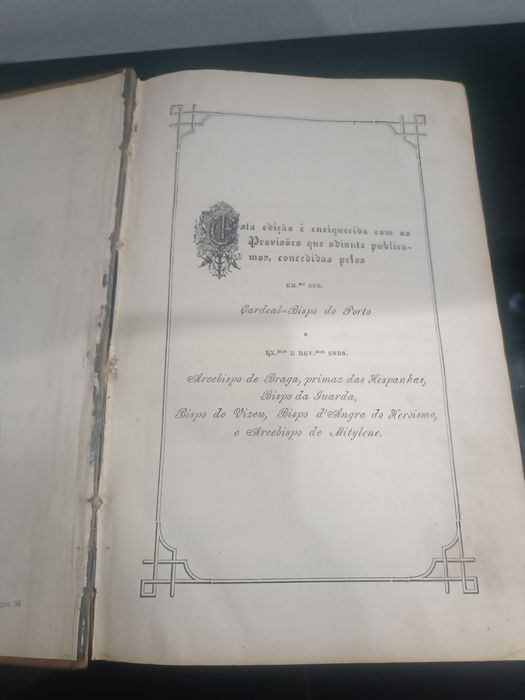 Esta edição é enriquecida com as
Provisões que adiante publica-
mos, concedidas pelos
EM.MO SNR.
Cardeal=Bispo do Porto
E
EX.MOS E REV.MOS SNRS.
Arcebispo de Braga, primaz das Hespanhas,
Bispo da Guarda,
Bispo de Vizeu, Bispo d'Angra do Heroismo,
e Arcebispo de Mitylene.